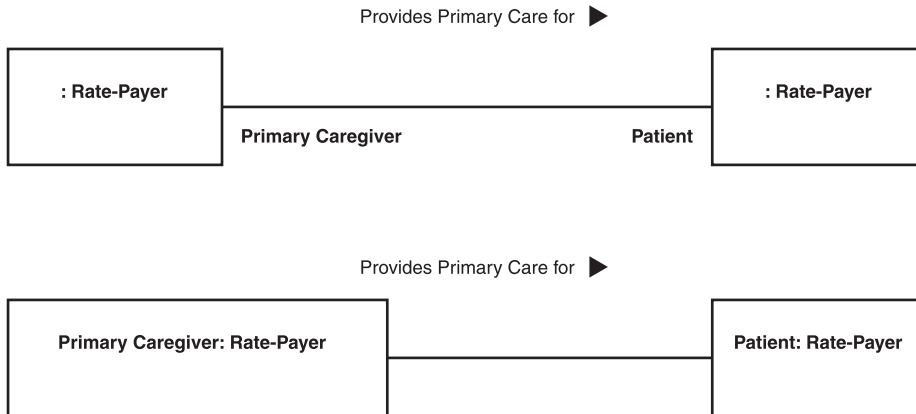 Provides Primary Care for
: Rate-Payer
: Rate-Payer
Primary Caregiver
Patient
Provides Primary Care for
Primary Caregiver: Rate-Payer
Patient: Rate-Payer